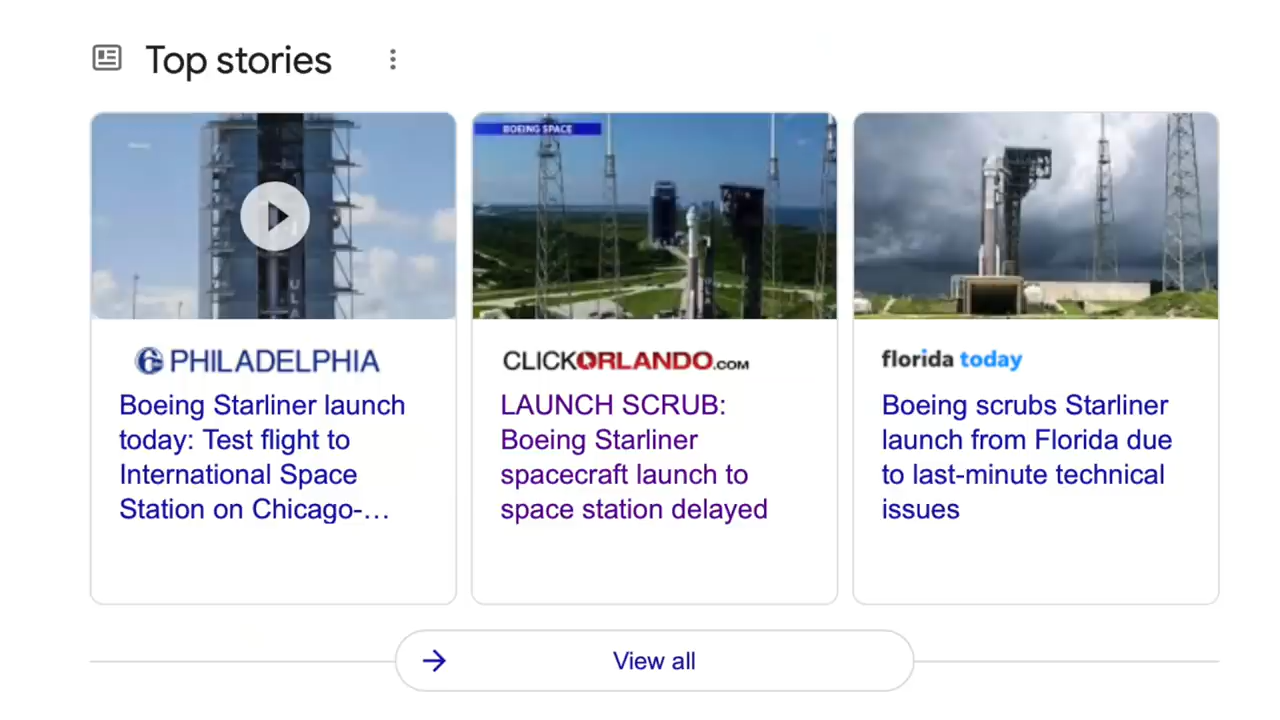 Top stories
BOEING SPACE
ULA
6 PHILADELPHIA
CLICKORLANDO.COM
florida today
Boeing Starliner launch
today: Test flight to
International Space
Station on Chicago-…
LAUNCH SCRUB:
Boeing Starliner
spacecraft launch to
space station delayed
Boeing scrubs Starliner
launch from Florida due
to last-minute technical
issues
View all